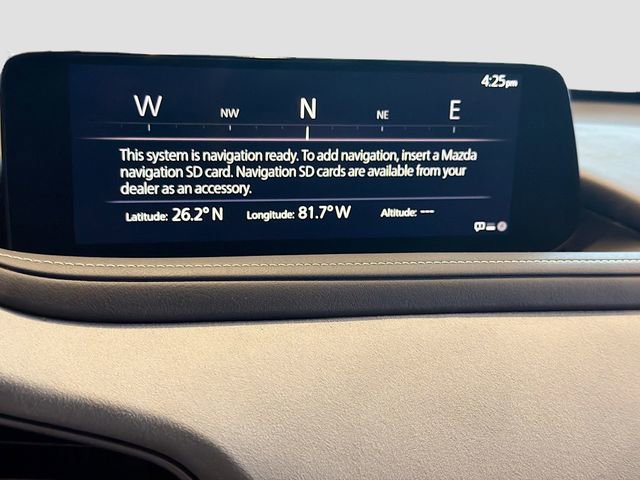 4:25pm
W NW N NE E
This system is navigation ready. To add navigation, insert a Mazda
navigation SD card. Navigation SD cards are available from your
dealer as an accessory.
Latitude: 26.2° N Longitude: 81.7° W Altitude: ---